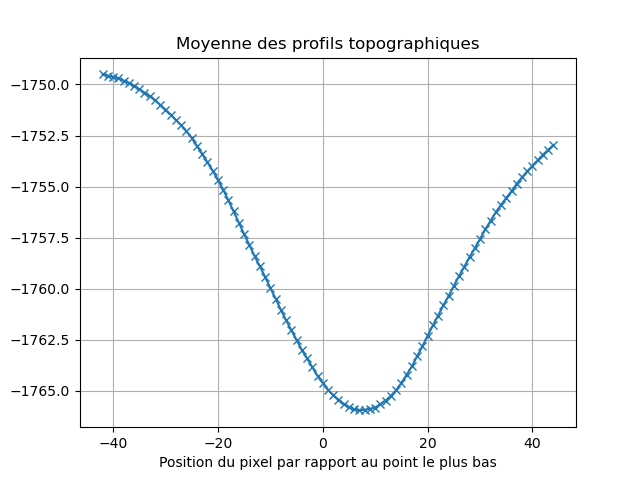 Moyenne des profils topographiques
−1750.0
−1752.5
−1755.0
−1757.5
−1760.0
−1762.5
−1765.0
−40 −20 0 20 40
Position du pixel par rapport au point le plus bas